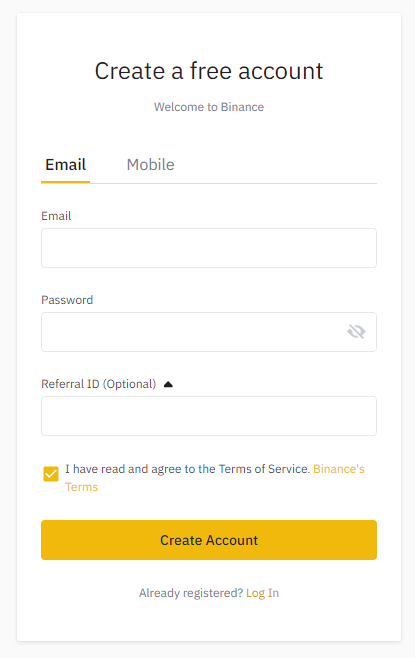 Create a free account
Welcome to Binance
Email Mobile
Email
Password
Referral ID (Optional)
I have read and agree to the Terms of Service. Binance's
Terms
Create Account
Already registered? Log In